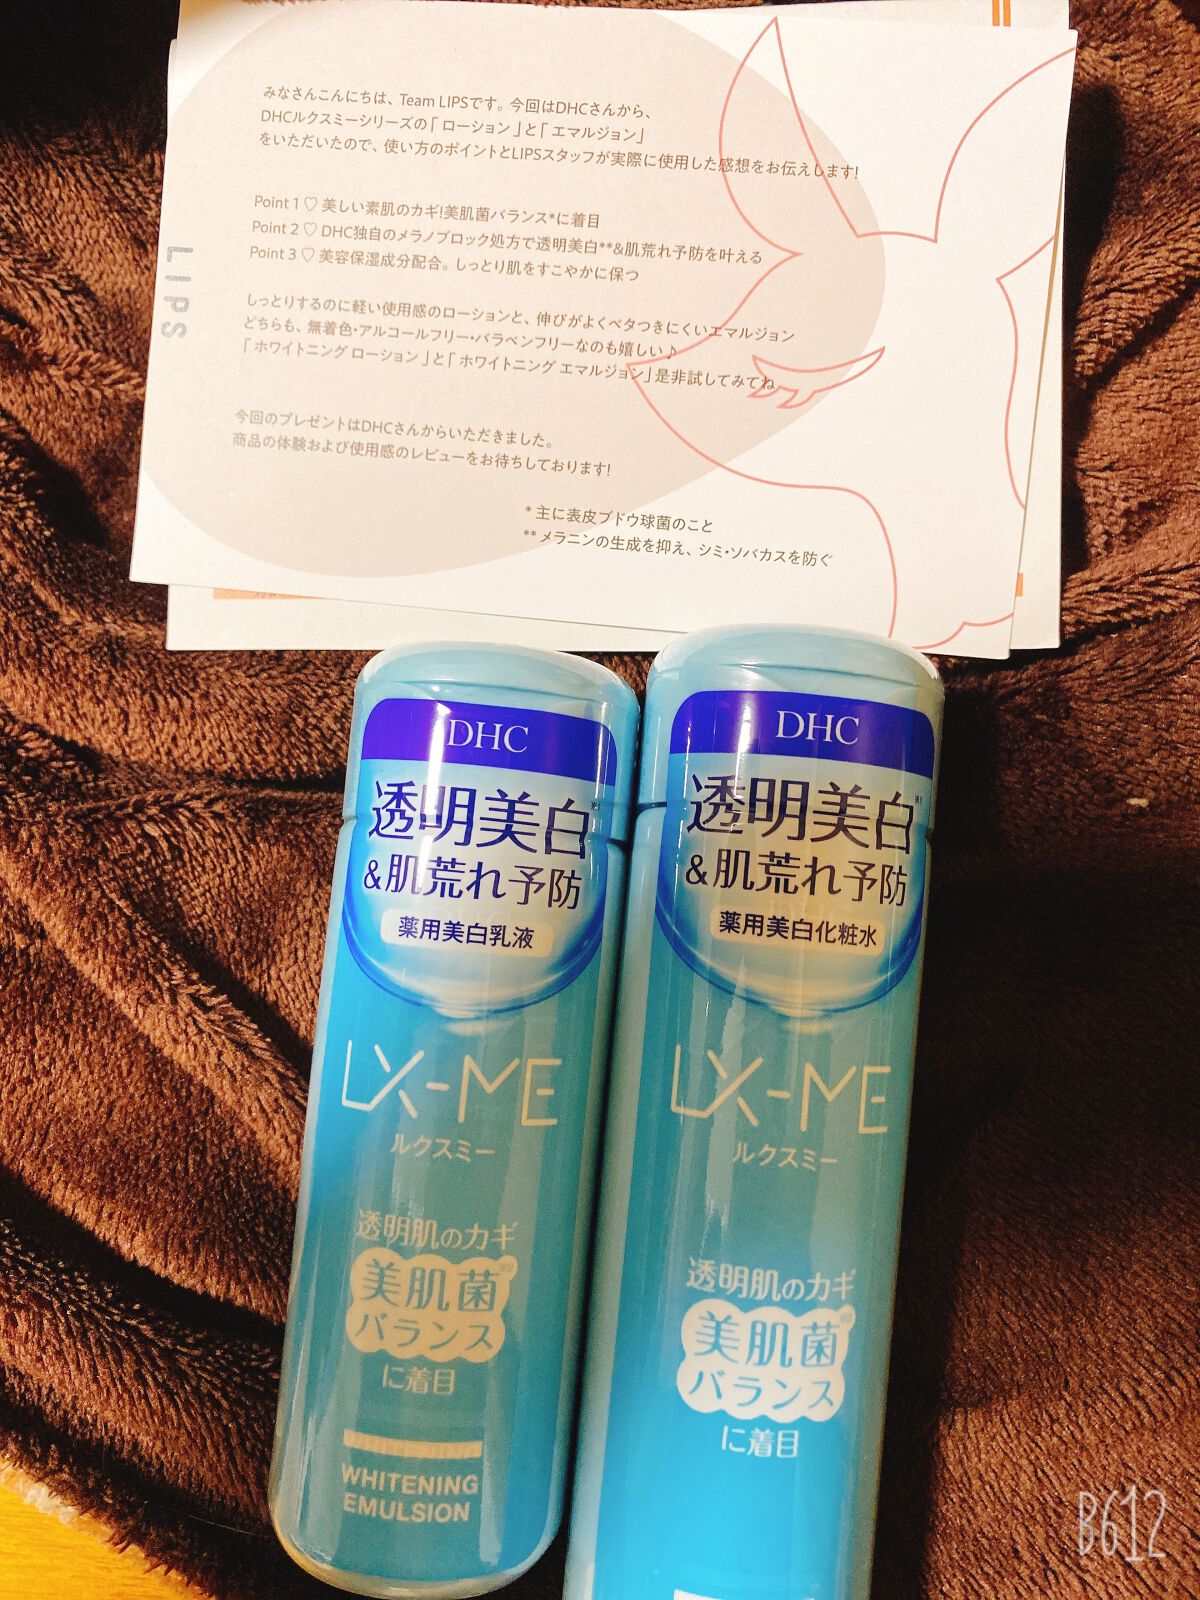 みなさんこんにちは、Team LIPSです。今回はDHCさんから、
DHCルクスミーシリーズの「 ローション 」と「 エマルジョン」
をいただいたので、使い方のポイントとLIPSスタッフが実際に使用した感想をお伝えします!
Point 1 ♡ 美しい素肌のカギ!美肌菌バランス*に着目
Point 2 ♡ DHC独自のメラノブロック処方で透明美白**&肌荒れ予防を叶える
Point 3 ♡ 美容保湿成分配合。しっとり肌をすこやかに保つ
しっとりするのに軽い使用感のローションと、伸びがよくベタつきにくいエマルジョン
どちらも、無着色・アルコールフリー・パラベンフリーなのも嬉しい♪
「 ホワイトニング ローション 」と「 ホワイトニング エマルジョン」是非試してみてね
今回のプレゼントはDHCさんからいただきました。
商品の体験および使用感のレビューをお待ちしております!
* 主に表皮ブドウ球菌のこと
** メラニンの生成を抑え、シミ・ソバカスを防ぐ
LIPS
DHC
透明美白※1
&肌荒れ予防
薬用美白乳液
LX-ME
ルクスミー
透明肌のカギ
美肌菌※2
バランス
に着目
WHITENING
EMULSION
DHC
透明美白※1
&肌荒れ予防
薬用美白化粧水
LX-ME
ルクスミー
透明肌のカギ
美肌菌※2
バランス
に着目
B612